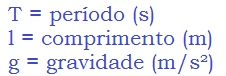 T = período (s)
l = comprimento (m)
g = gravidade (m/s²)